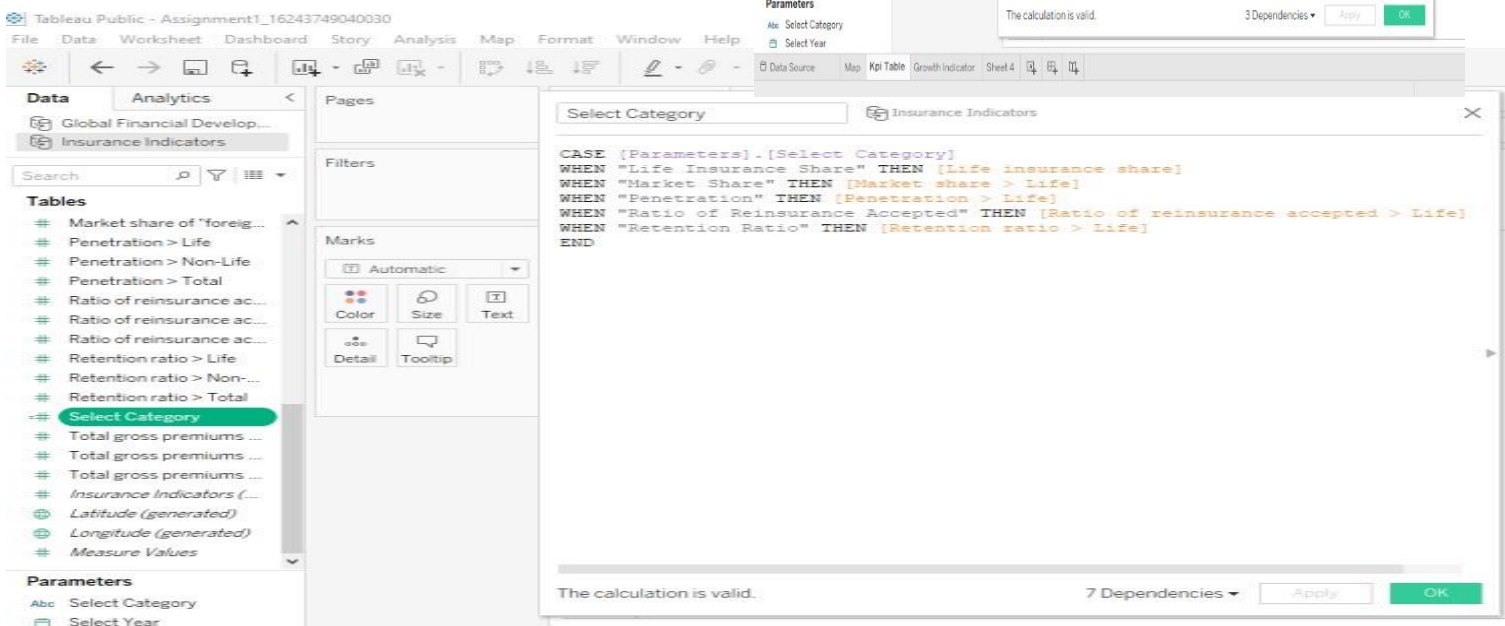 Tableau Public - Assignment1_16243749040030
File Data Worksheet Dashboard Story Analysis Map Format Window Help
Parameters
Abc Select Category
Select Year
The calculation is valid.
3 Dependencies
Apply
OK
Data Source Map Kpi Table Growth Indicator Sheet 4
Data Analytics
Global Financial Develop...
Insurance Indicators
Search
Tables
Market share of "foreig...
Penetration > Life
Penetration > Non-Life
Penetration > Total
Ratio of reinsurance ac...
Ratio of reinsurance ac...
Ratio of reinsurance ac...
Retention ratio > Life
Retention ratio > Non-...
Retention ratio > Total
Select Category
Total gross premiums ...
Total gross premiums ...
Total gross premiums ...
Insurance Indicators (...
Latitude (generated)
Longitude (generated)
Measure Values
Parameters
Abc Select Category
Select Year
Pages
Filters
Marks
Automatic
Color Size Text
Detail Tooltip
Select Category
Insurance Indicators
CASE [Parameters].[Select Category]
WHEN "Life Insurance Share" THEN [Life insurance share]
WHEN "Market Share" THEN [Market share > Life]
WHEN "Penetration" THEN [Penetration > Life]
WHEN "Ratio of Reinsurance Accepted" THEN [Ratio of reinsurance accepted > Life]
WHEN "Retention Ratio" THEN [Retention ratio > Life]
END
The calculation is valid.
7 Dependencies
Apply
OK